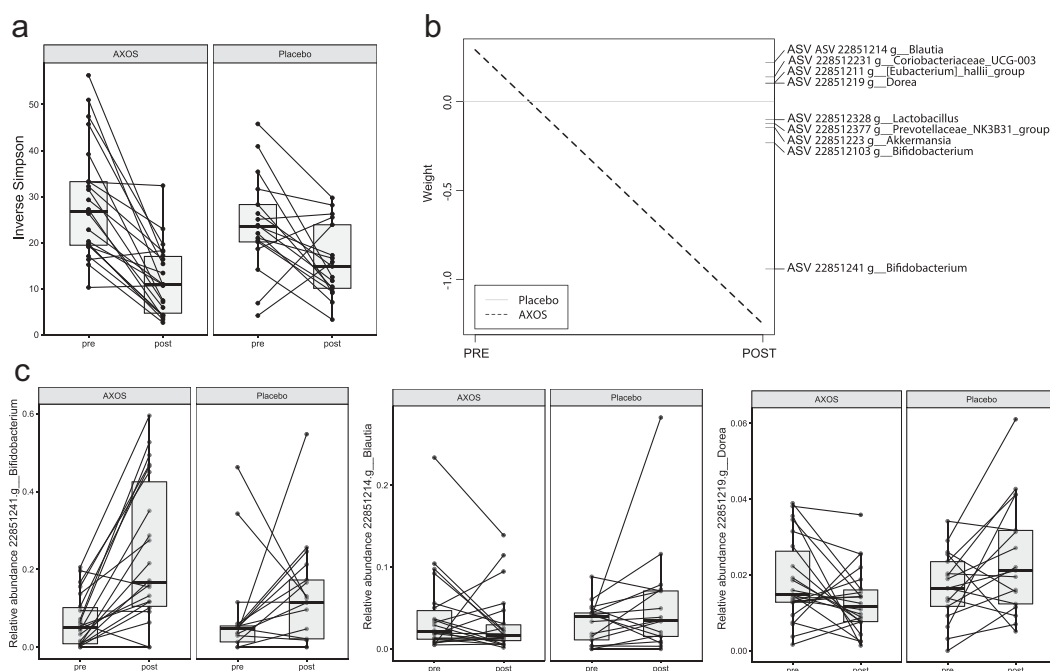 a
AXOS
Placebo
Inverse Simpson
50
40
30
20
10
0
pre
post
pre
post
b
Weight
0.0
-0.5
-1.0
Placebo
AXOS
PRE
POST
ASV ASV 22851214 g__Blautia
ASV 228512231 g__Coriobacteriaceae_UCG-003
ASV 22851211 g__[Eubacterium]_hallii_group
ASV 22851219 g__Dorea
ASV 228512328 g__Lactobacillus
ASV 228512377 g__Prevotellaceae_NK3B31_group
ASV 22851223 g__Akkermansia
ASV 228512103 g__Bifidobacterium
ASV 22851241 g__Bifidobacterium
c
AXOS
Placebo
Relative abundance 22851241.g__Bifidobacterium
0.6
0.4
0.2
0.0
pre
post
pre
post
AXOS
Placebo
Relative abundance 22851214.g__Blautia
0.2
0.1
0.0
pre
post
pre
post
AXOS
Placebo
Relative abundance 22851219.g__Dorea
0.06
0.04
0.02
0.00
pre
post
pre
post